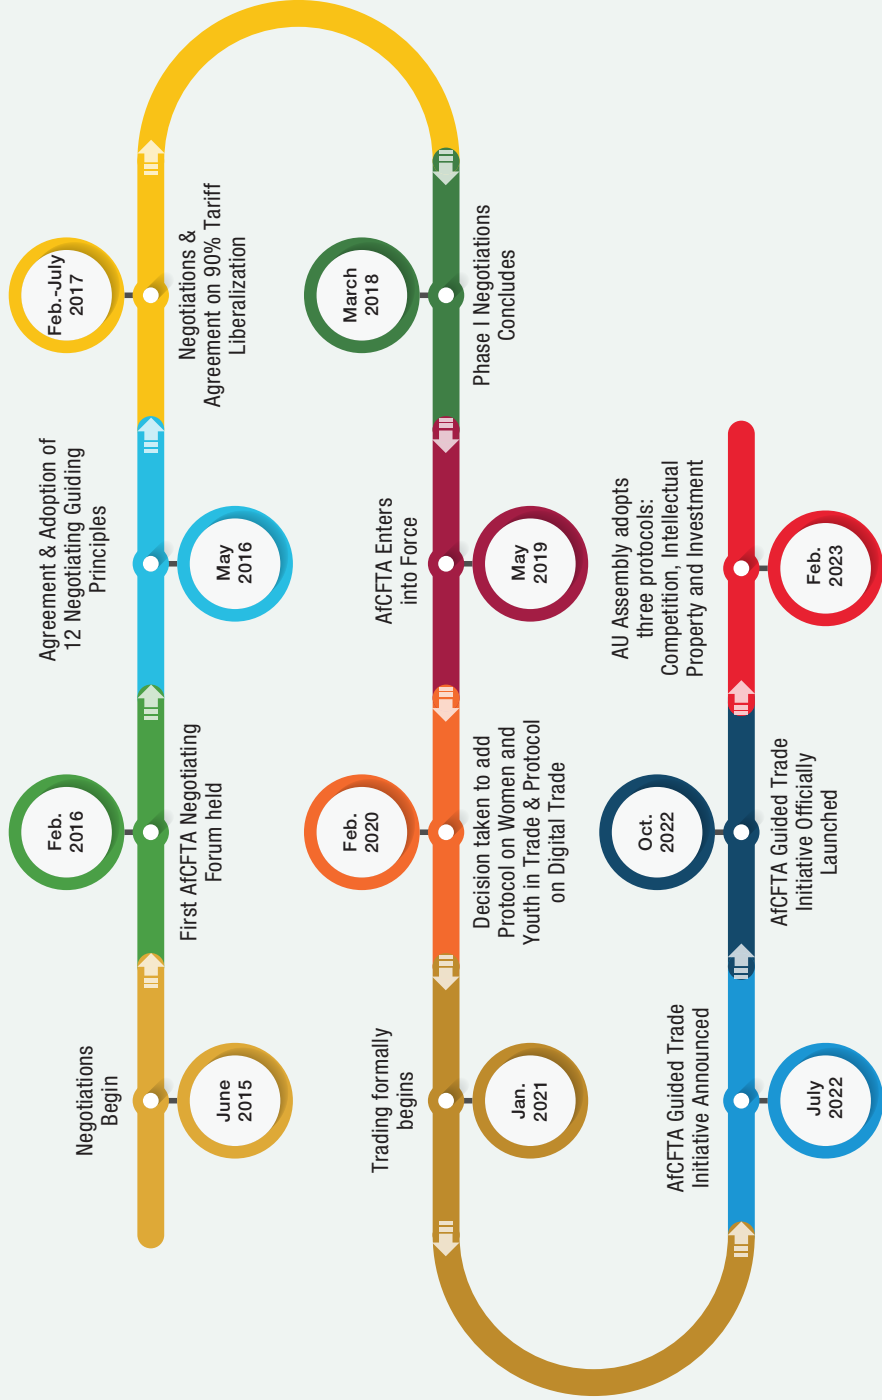 Negotiations
Begin
June
2015
Feb.
2016
First AfCFTA Negotiating
Forum held
Agreement & Adoption of
12 Negotiating Guiding
Principles
May
2016
Feb.-July
2017
Negotiations &
Agreement on 90% Tariff
Liberalization
March
2018
Phase I Negotiations
Concludes
AfCFTA Enters
into Force
May
2019
Feb.
2020
Decision taken to add
Protocol on Women and
Youth in Trade & Protocol
on Digital Trade
Trading formally
begins
Jan.
2021
AfCFTA Guided Trade
Initiative Announced
July
2022
Oct.
2022
AfCFTA Guided Trade
Initiative Officially
Launched
AU Assembly adopts
three protocols:
Competition, Intellectual
Property and Investment
Feb.
2023